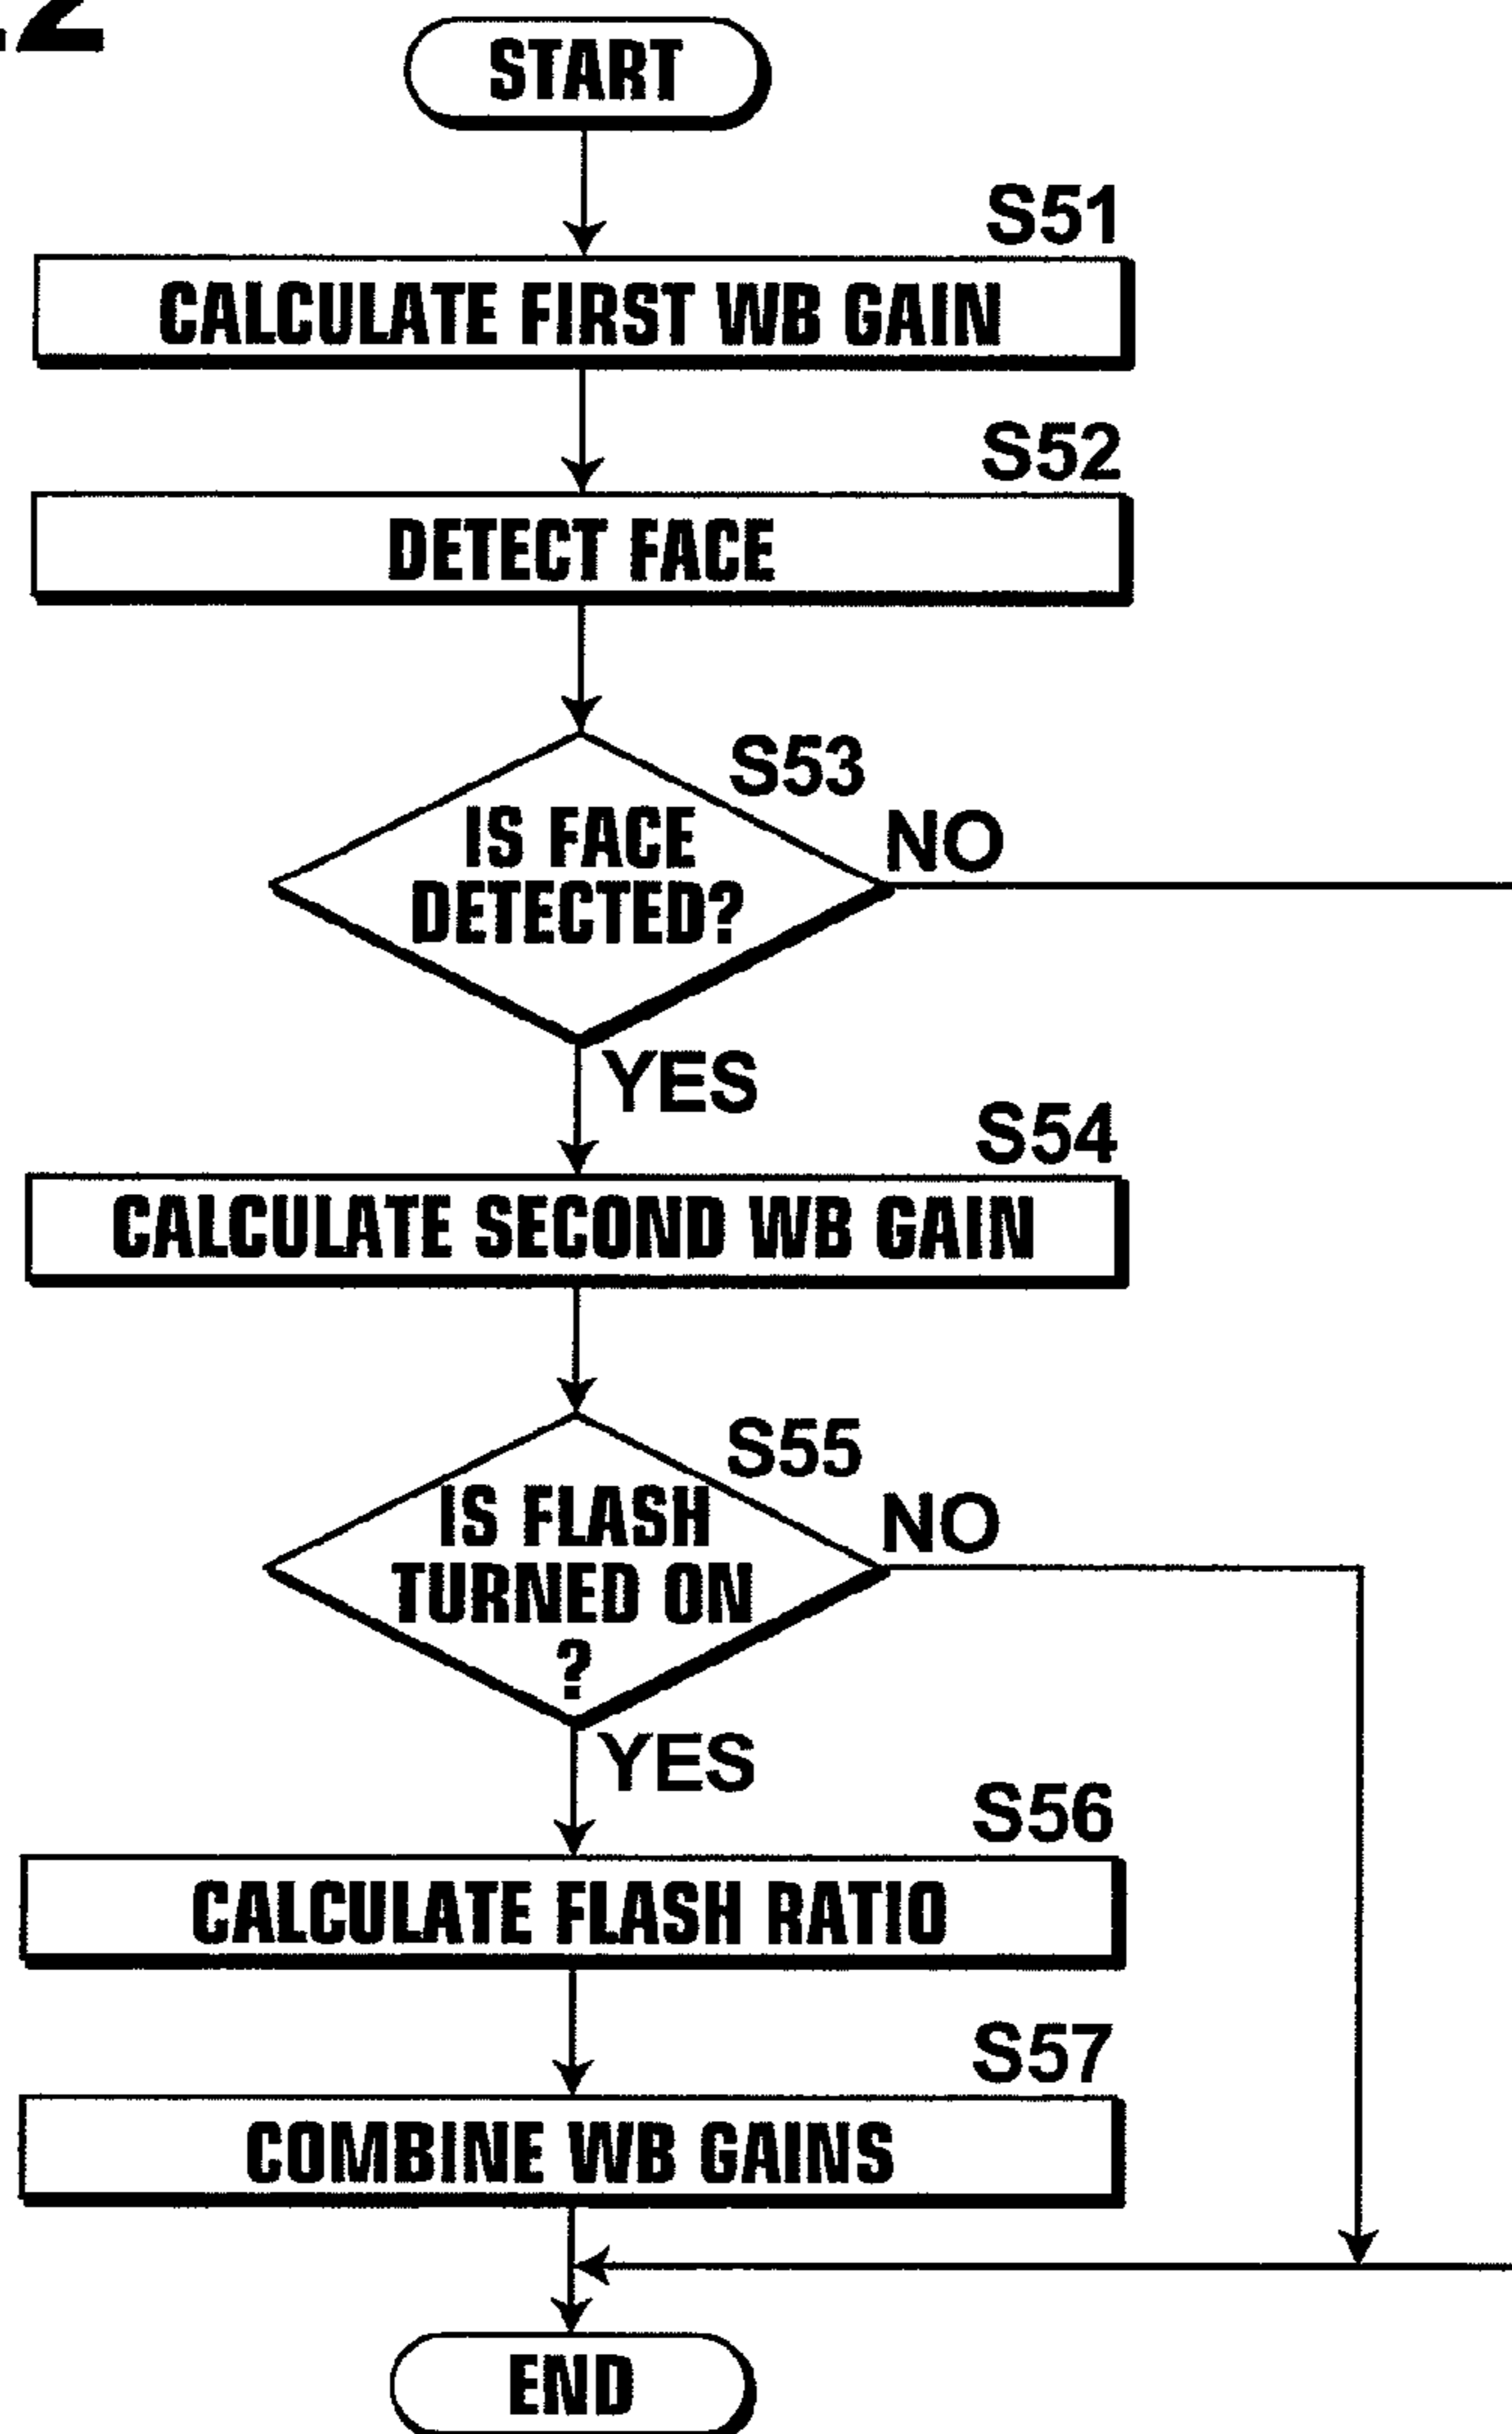 2
START
S51
CALCULATE FIRST WB GAIN
S52
DETECT FACE
S53
IS FACE
DETECTED?
NO
YES
S54
CALCULATE SECOND WB GAIN
S55
IS FLASH
TURNED ON
?
NO
YES
S56
CALCULATE FLASH RATIO
S57
COMBINE WB GAINS
END